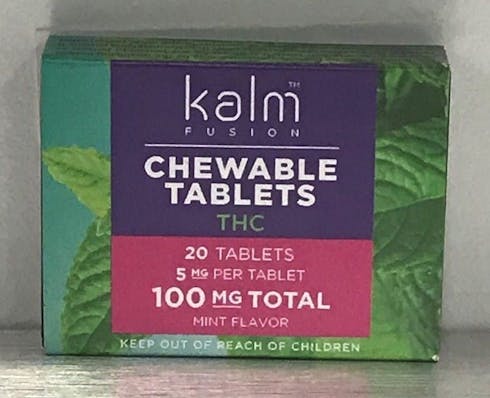 kalm™
FUSION
CHEWABLE
TABLETS
THC
20 TABLETS
5 MG PER TABLET
100 MG TOTAL
MINT FLAVOR
KEEP OUT OF REACH OF CHILDREN